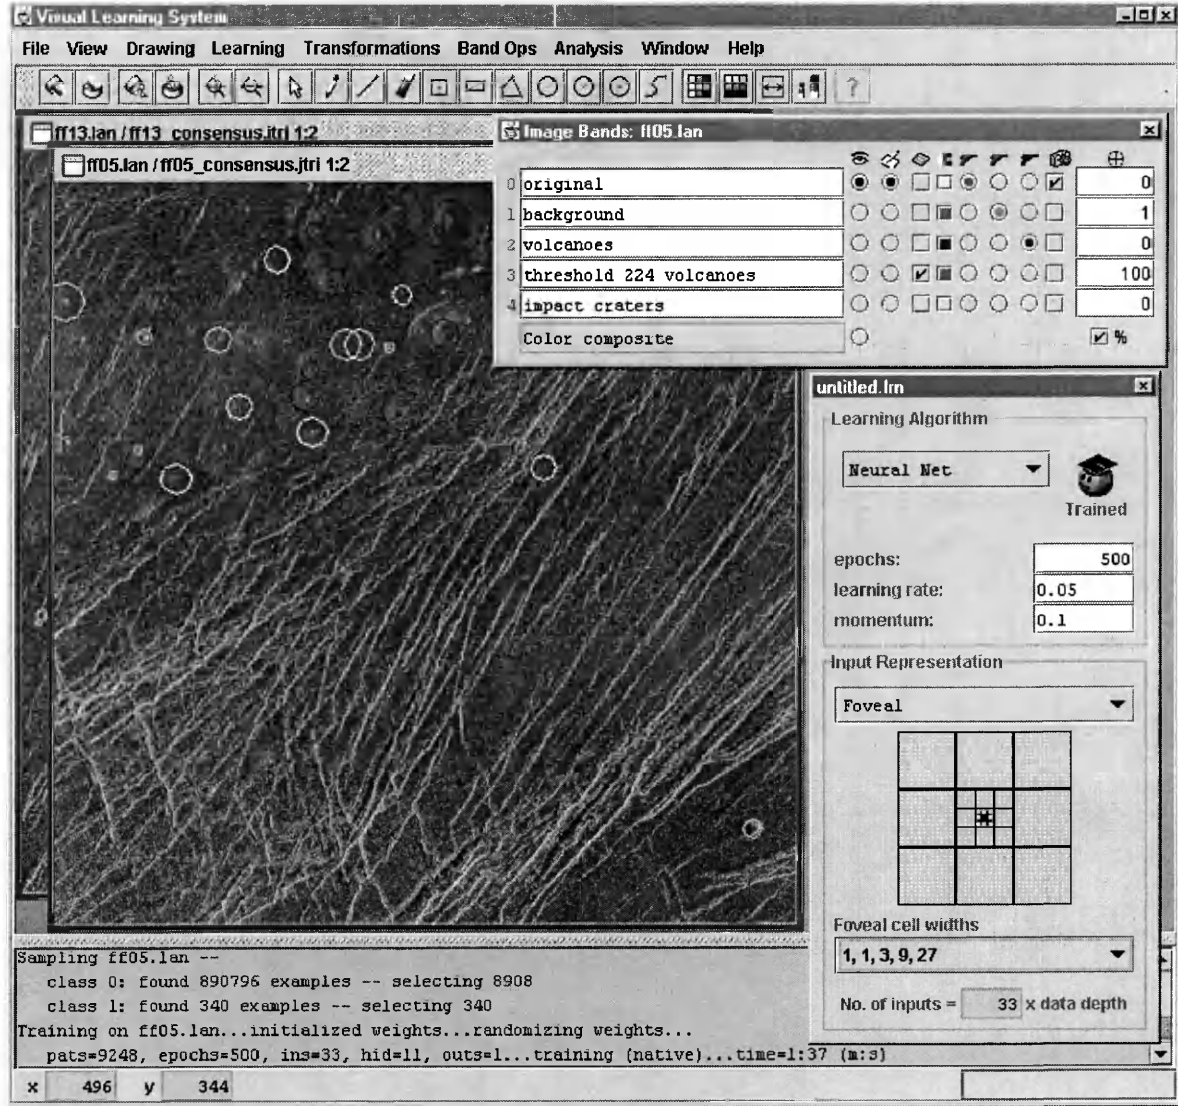 Visual Learning System
File View Drawing Learning Transformations Band Ops Analysis Window Help
?
ff13.lan / ff13_consensus.jtri 1:2
ff05.lan / ff05_consensus.jtri 1:2
Image Bands: ff05.lan
0 original 0
1 background 1
2 volcanoes 0
3 threshold 224 volcanoes 100
4 impact craters 0
Color composite %
untitled.lrn
Learning Algorithm
Neural Net
Trained
epochs: 500
learning rate: 0.05
momentum: 0.1
Input Representation
Foveal
Foveal cell widths
1, 1, 3, 9, 27
No. of inputs = 33 x data depth
Sampling ff05.lan --
class 0: found 890796 examples -- selecting 8908
class 1: found 340 examples -- selecting 340
Training on ff05.lan...initialized weights...randomizing weights...
pats=9248, epochs=500, ins=33, hid=11, outs=1...training (native)...time=1:37 (m:s)
x 496 y 344